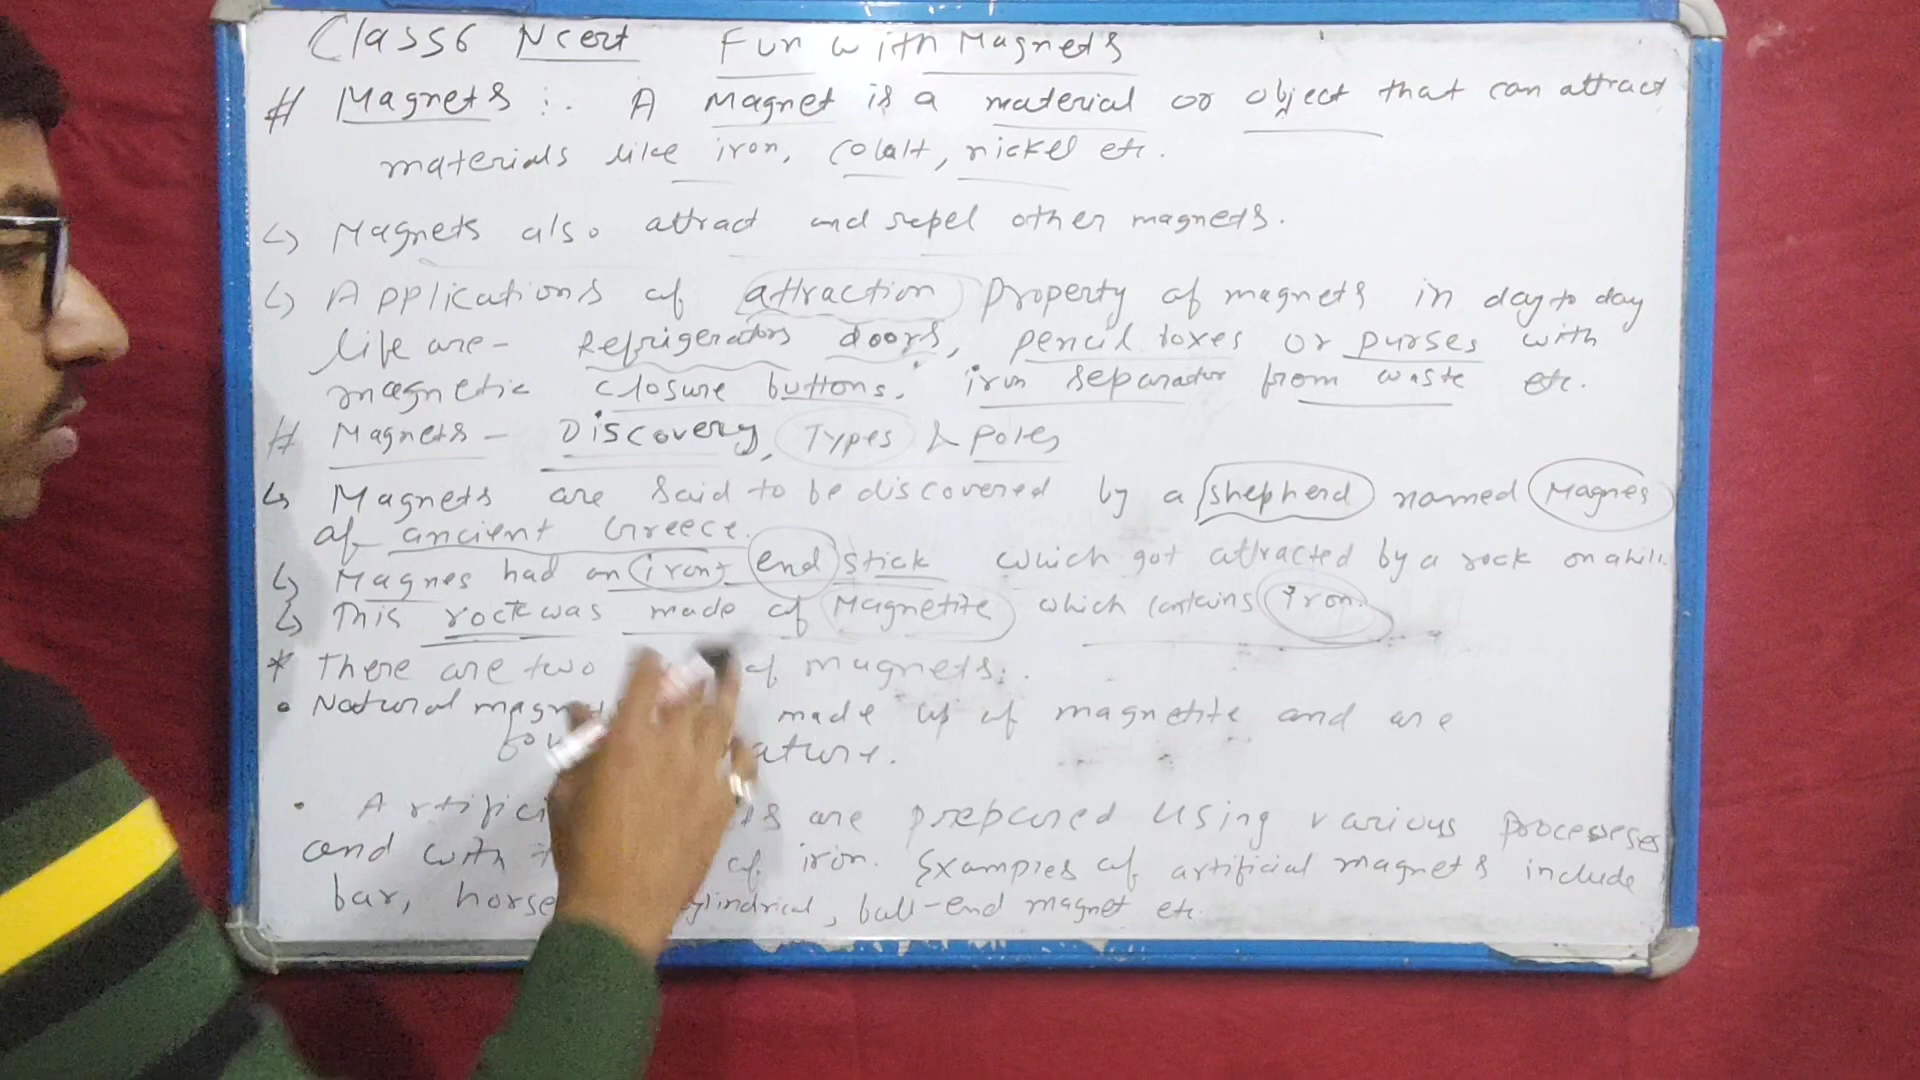 Class 6 Ncert Fun with Magnets
# Magnets :. A magnet is a material or object that can attract
materials like iron, cobalt, nickel etc.
↳ Magnets also attract and repel other magnets.
↳ Applications of attraction property of magnets in day to day
life are - Refrigerators doors, pencil boxes or purses with
magnetic closure buttons, iron separator from waste etc.
# Magnets - Discovery, Types & Poles
↳ Magnets are said to be discovered by a shepherd named Magnes
of ancient Greece.
↳ Magnes had an iron end stick which got attracted by a rock on a hill.
↳ This rock was made of Magnetite which contains iron.
* There are two of magnets:.
• Natural made up of magnetite and are
• are prepared using various processes
and with of iron. Examples of artificial magnets include
bar, ball-end magnet etc.